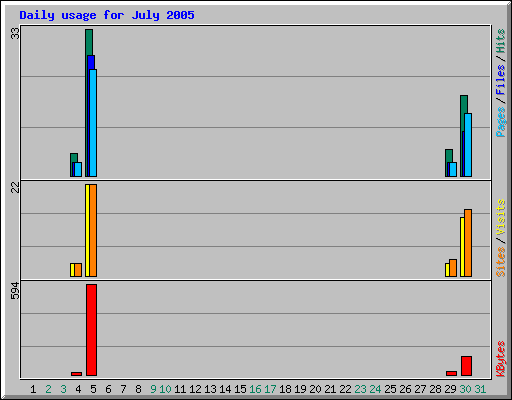 Daily usage for July 2005
33
Pages / Files / Hits
22
Sites / Visits
594
KBytes
1 2 3 4 5 6 7 8 9 10 11 12 13 14 15 16 17 18 19 20 21 22 23 24 25 26 27 28 29 30 31